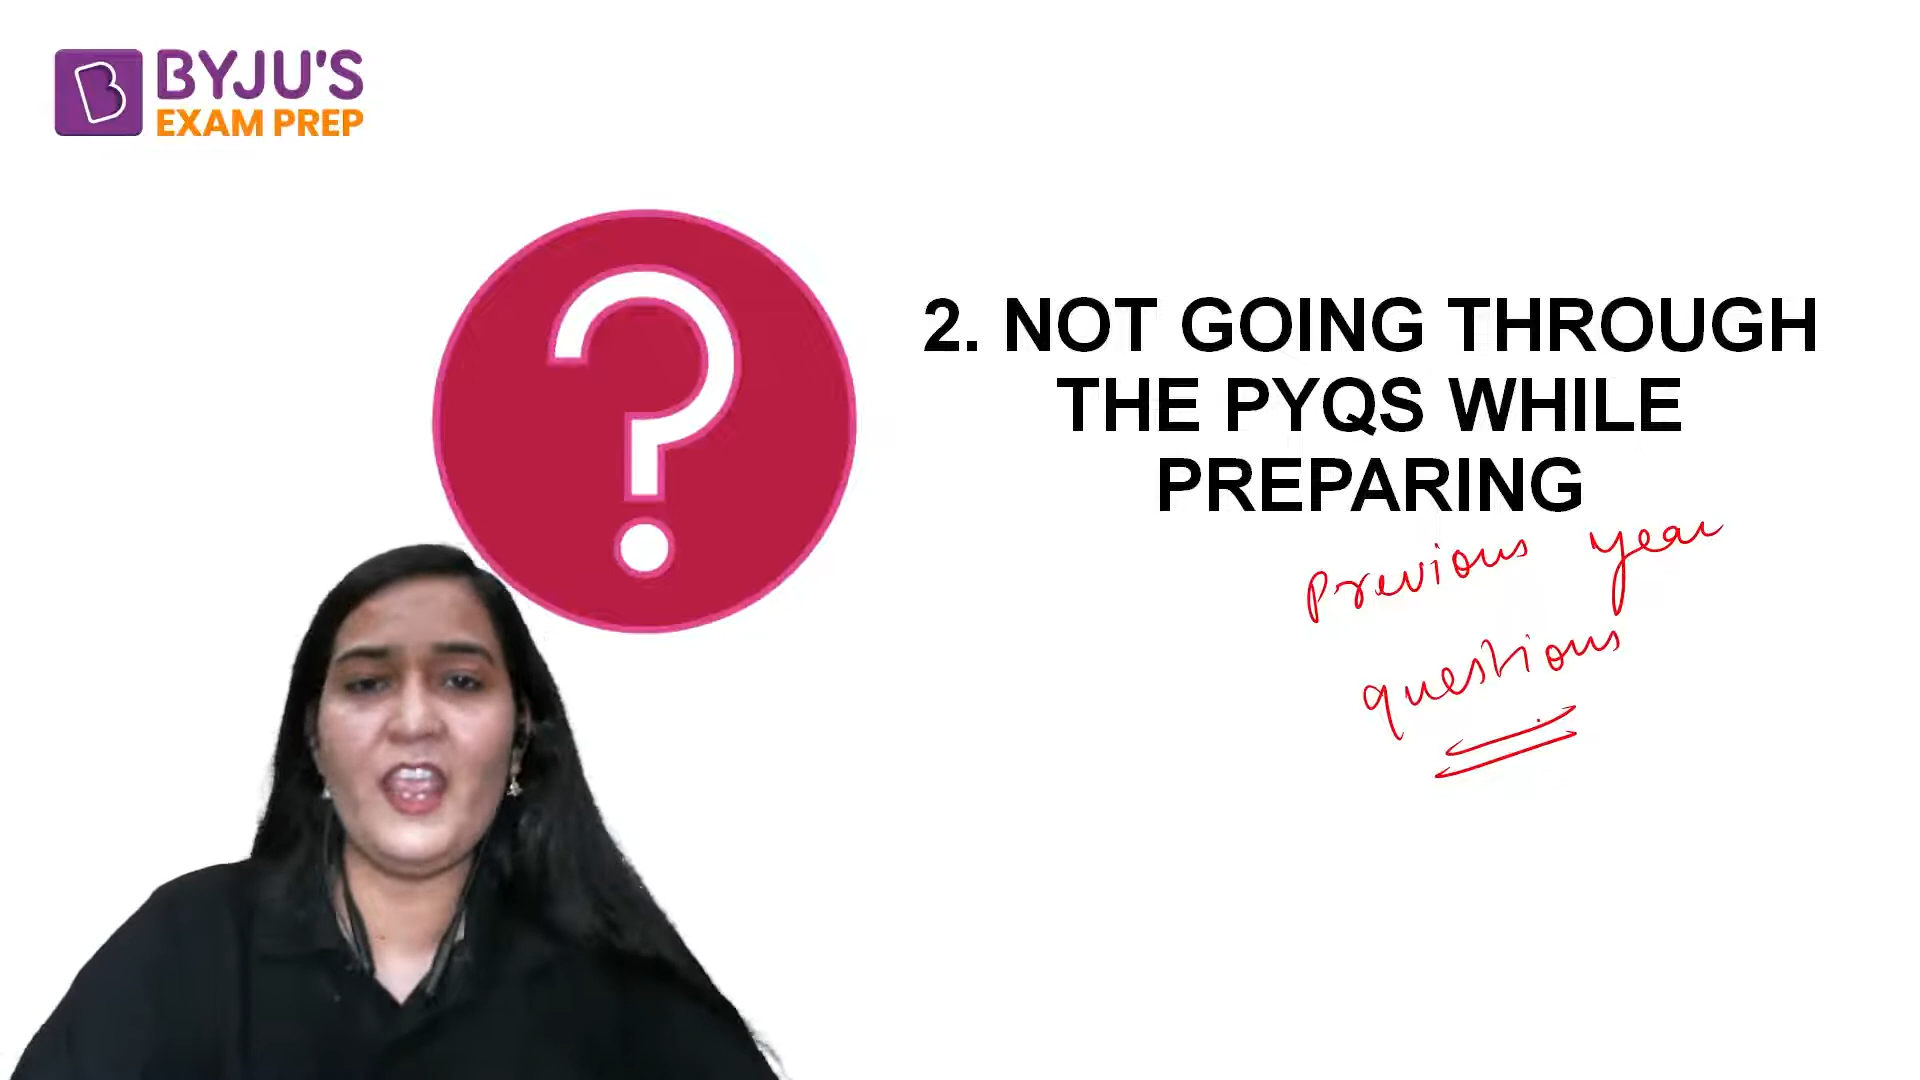 BYJU'S
EXAM PREP
2. NOT GOING THROUGH
THE PYQS WHILE
PREPARING
Previous year
questions